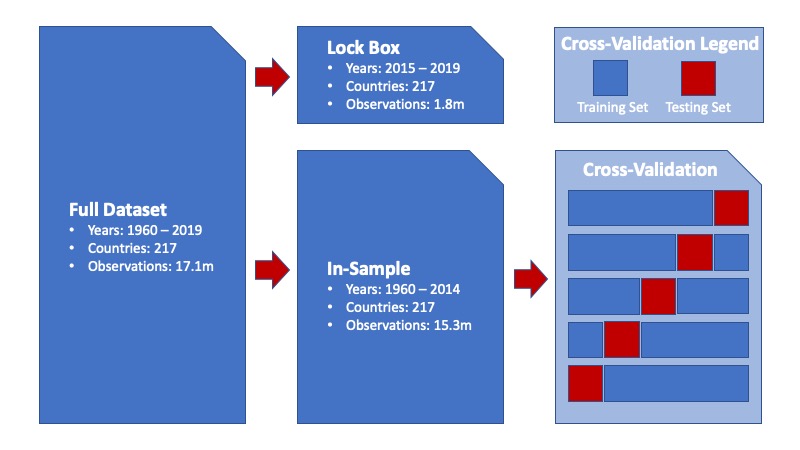 Full Dataset
• Years: 1960 – 2019
• Countries: 217
• Observations: 17.1m
Lock Box
• Years: 2015 – 2019
• Countries: 217
• Observations: 1.8m
In-Sample
• Years: 1960 – 2014
• Countries: 217
• Observations: 15.3m
Cross-Validation Legend
Training Set
Testing Set
Cross-Validation